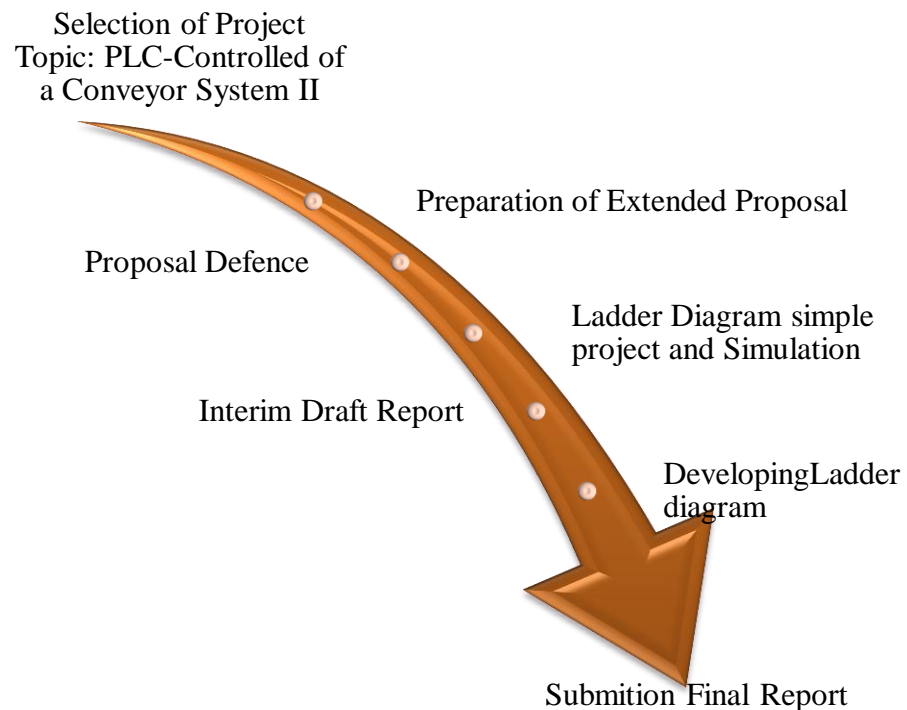 Selection of Project
Topic: PLC-Controlled of
a Conveyor System II
Preparation of Extended Proposal
Proposal Defence
Ladder Diagram simple
project and Simulation
Interim Draft Report
DevelopingLadder
diagram
Submition Final Report